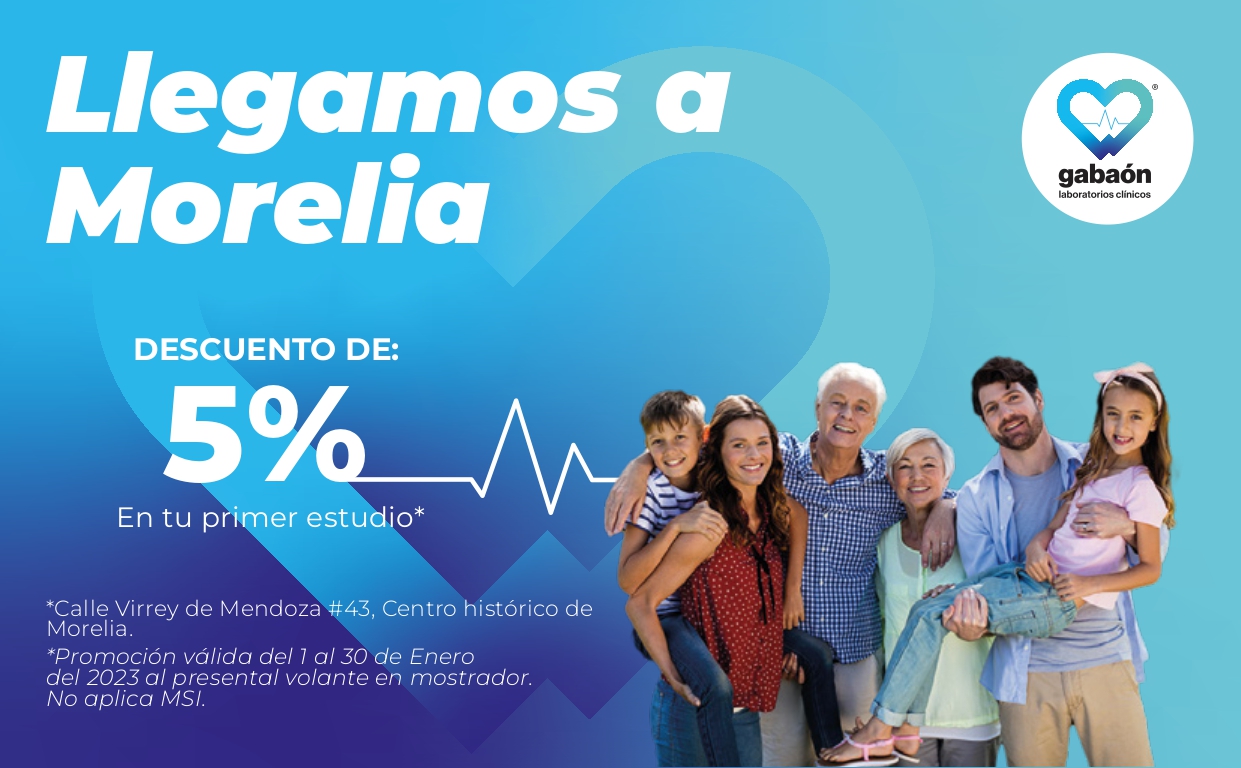 Llegamos a
Morelia
®
gabaón
laboratorios clínicos
DESCUENTO DE:
5%
En tu primer estudio*
*Calle Virrey de Mendoza #43, Centro histórico de
Morelia.
*Promoción válida del 1 al 30 de Enero
del 2023 al presental volante en mostrador.
No aplica MSI.